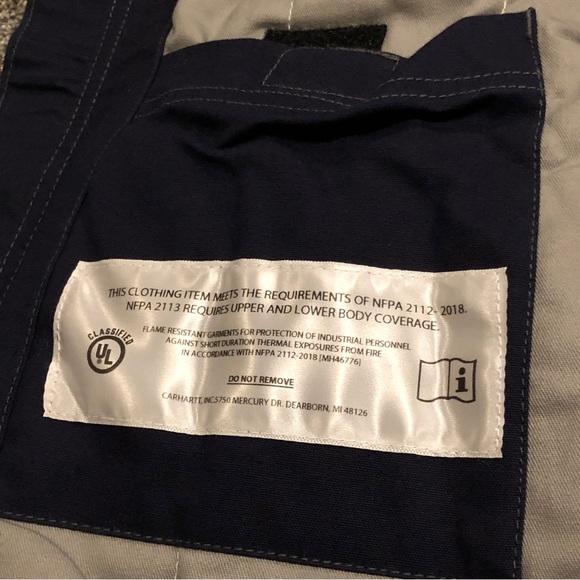 THIS CLOTHING ITEM MEETS THE REQUIREMENTS OF NFPA 2112- 2018.
NFPA 2113 REQUIRES UPPER AND LOWER BODY COVERAGE.
CLASSIFIED
UL
FLAME RESISTANT GARMENTS FOR PROTECTION OF INDUSTRIAL PERSONNEL
AGAINST SHORT DURATION THERMAL EXPOSURES FROM FIRE
IN ACCORDANCE WITH NFPA 2112-2018 [MH46776]
i
DO NOT REMOVE
CARHARTT, INC.5750 MERCURY DR. DEARBORN, MI 48126